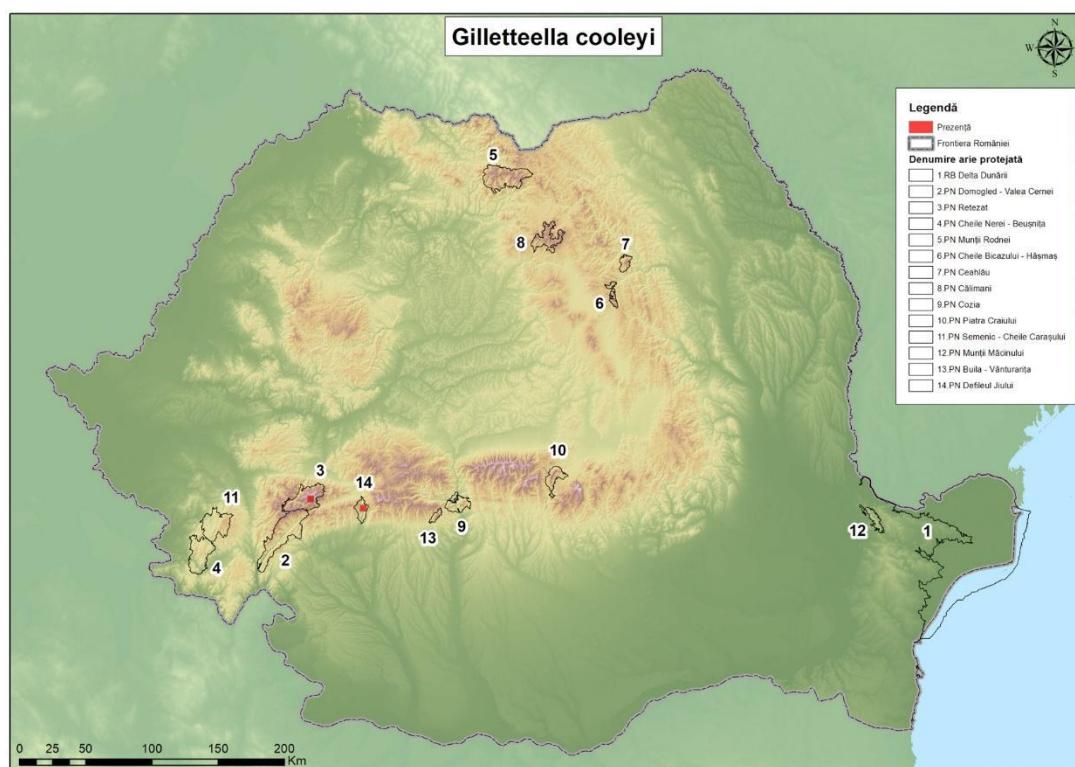 Gilletteella cooleyi
N
W
E
S
Legendă
Prezență
Frontiera României
Denumire arie protejată
1.RB Delta Dunării
2.PN Domogled - Valea Cernei
3.PN Retezat
4.PN Cheile Nerei - Beușnița
5.PN Munții Rodnei
6.PN Cheile Bicazului - Hășmaș
7.PN Ceahlău
8.PN Călimani
9.PN Cozia
10.PN Piatra Craiului
11.PN Semenic - Cheile Carașului
12.PN Munții Măcinului
13.PN Buila - Vânturarița
14.PN Defileul Jiului
5
8
7
6
10
3
14
11
9
13
2
4
12
1
0 25 50 100 150 200
Km